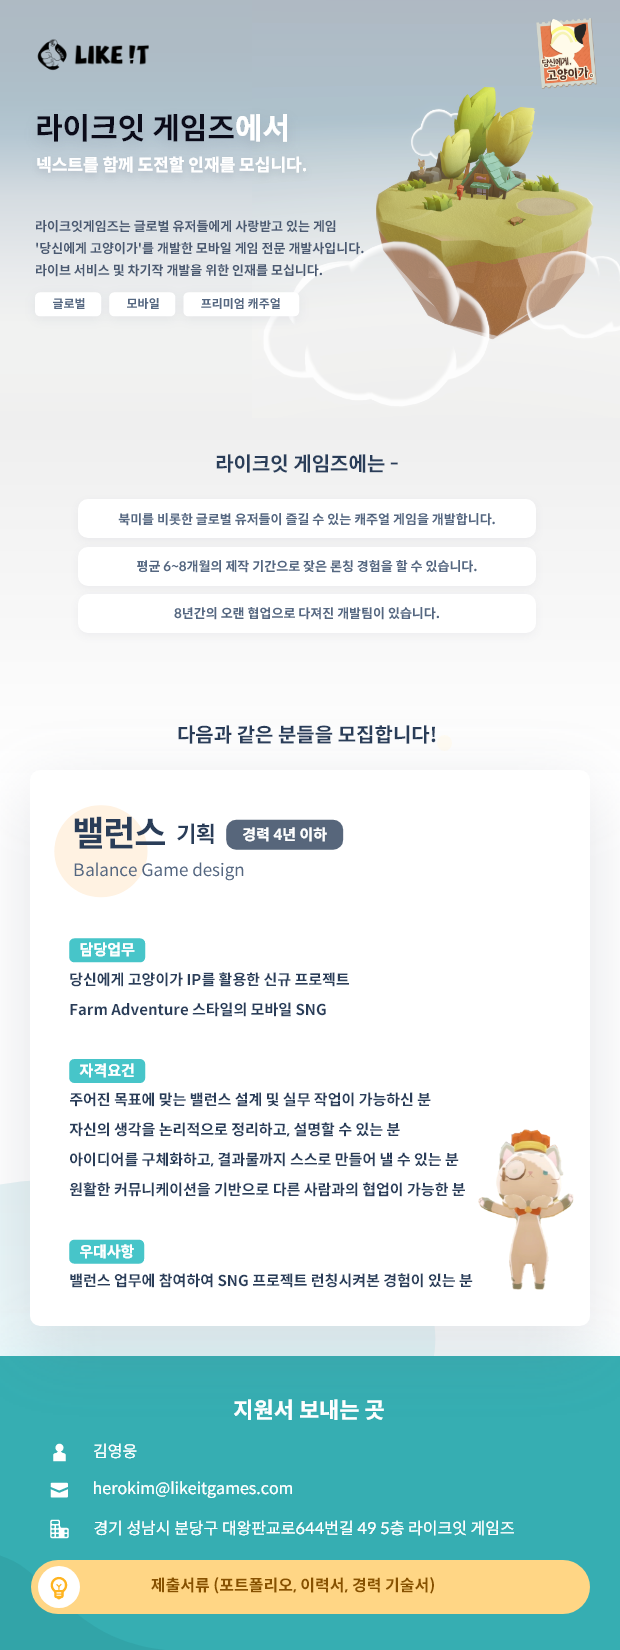 LIKE !T
당신에게,
고양이가.
라이크잇 게임즈에서
넥스트를 함께 도전할 인재를 모십니다.
라이크잇게임즈는 글로벌 유저들에게 사랑받고 있는 게임
'당신에게 고양이가'를 개발한 모바일 게임 전문 개발사입니다.
라이브 서비스 및 차기작 개발을 위한 인재를 모십니다.
글로벌 모바일 프리미엄 캐주얼
라이크잇 게임즈에는 -
북미를 비롯한 글로벌 유저들이 즐길 수 있는 캐주얼 게임을 개발합니다.
평균 6~8개월의 제작 기간으로 잦은 론칭 경험을 할 수 있습니다.
8년간의 오랜 협업으로 다져진 개발팀이 있습니다.
다음과 같은 분들을 모집합니다!
밸런스 기획 경력 4년 이하
Balance Game design
담당업무
당신에게 고양이가 IP를 활용한 신규 프로젝트
Farm Adventure 스타일의 모바일 SNG
자격요건
주어진 목표에 맞는 밸런스 설계 및 실무 작업이 가능하신 분
자신의 생각을 논리적으로 정리하고, 설명할 수 있는 분
아이디어를 구체화하고, 결과물까지 스스로 만들어 낼 수 있는 분
원활한 커뮤니케이션을 기반으로 다른 사람과의 협업이 가능한 분
우대사항
밸런스 업무에 참여하여 SNG 프로젝트 런칭시켜본 경험이 있는 분
지원서 보내는 곳
김영웅
herokim@likeitgames.com
경기 성남시 분당구 대왕판교로644번길 49 5층 라이크잇 게임즈
제출서류 (포트폴리오, 이력서, 경력 기술서)